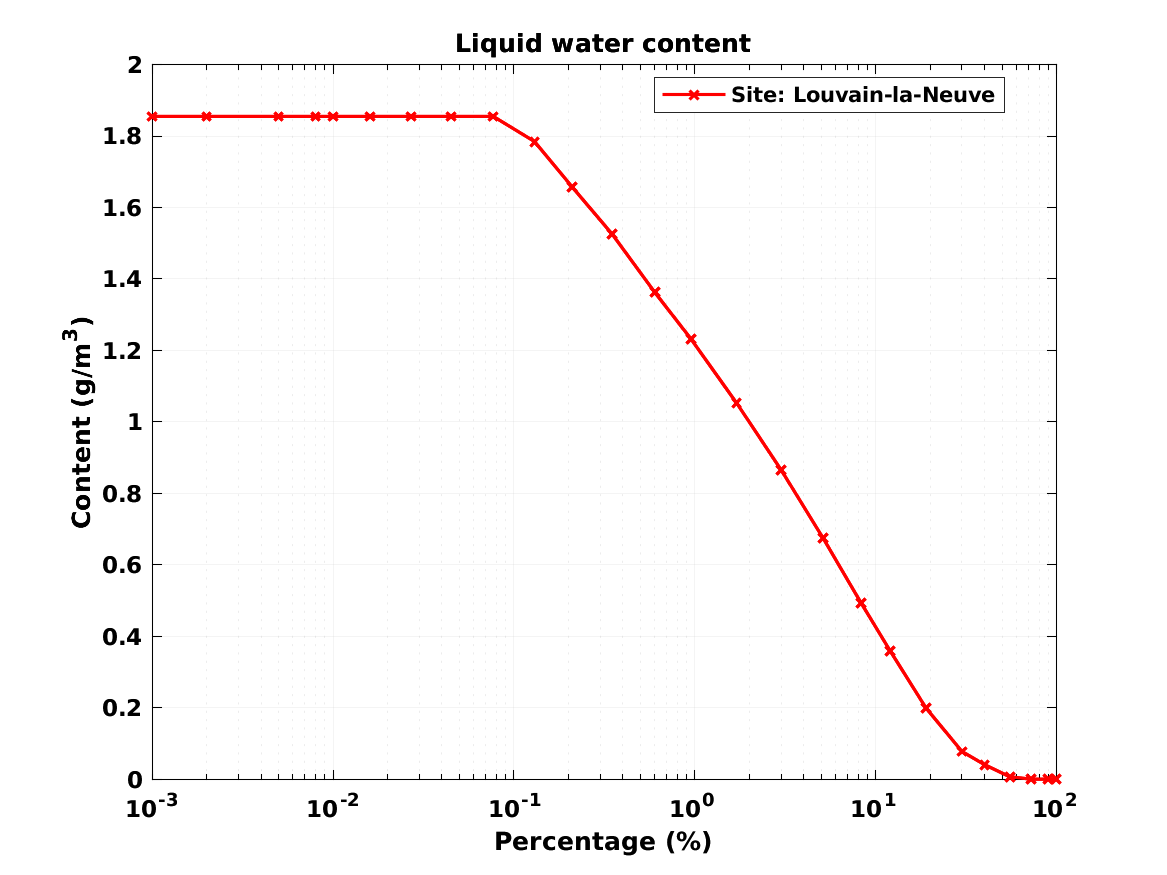 Liquid water content
Site: Louvain-la-Neuve
2
1.8
1.6
1.4
1.2
1
0.8
0.6
0.4
0.2
0
Content (g/m³)
10⁻³ 10⁻² 10⁻¹ 10⁰ 10¹ 10²
Percentage (%)